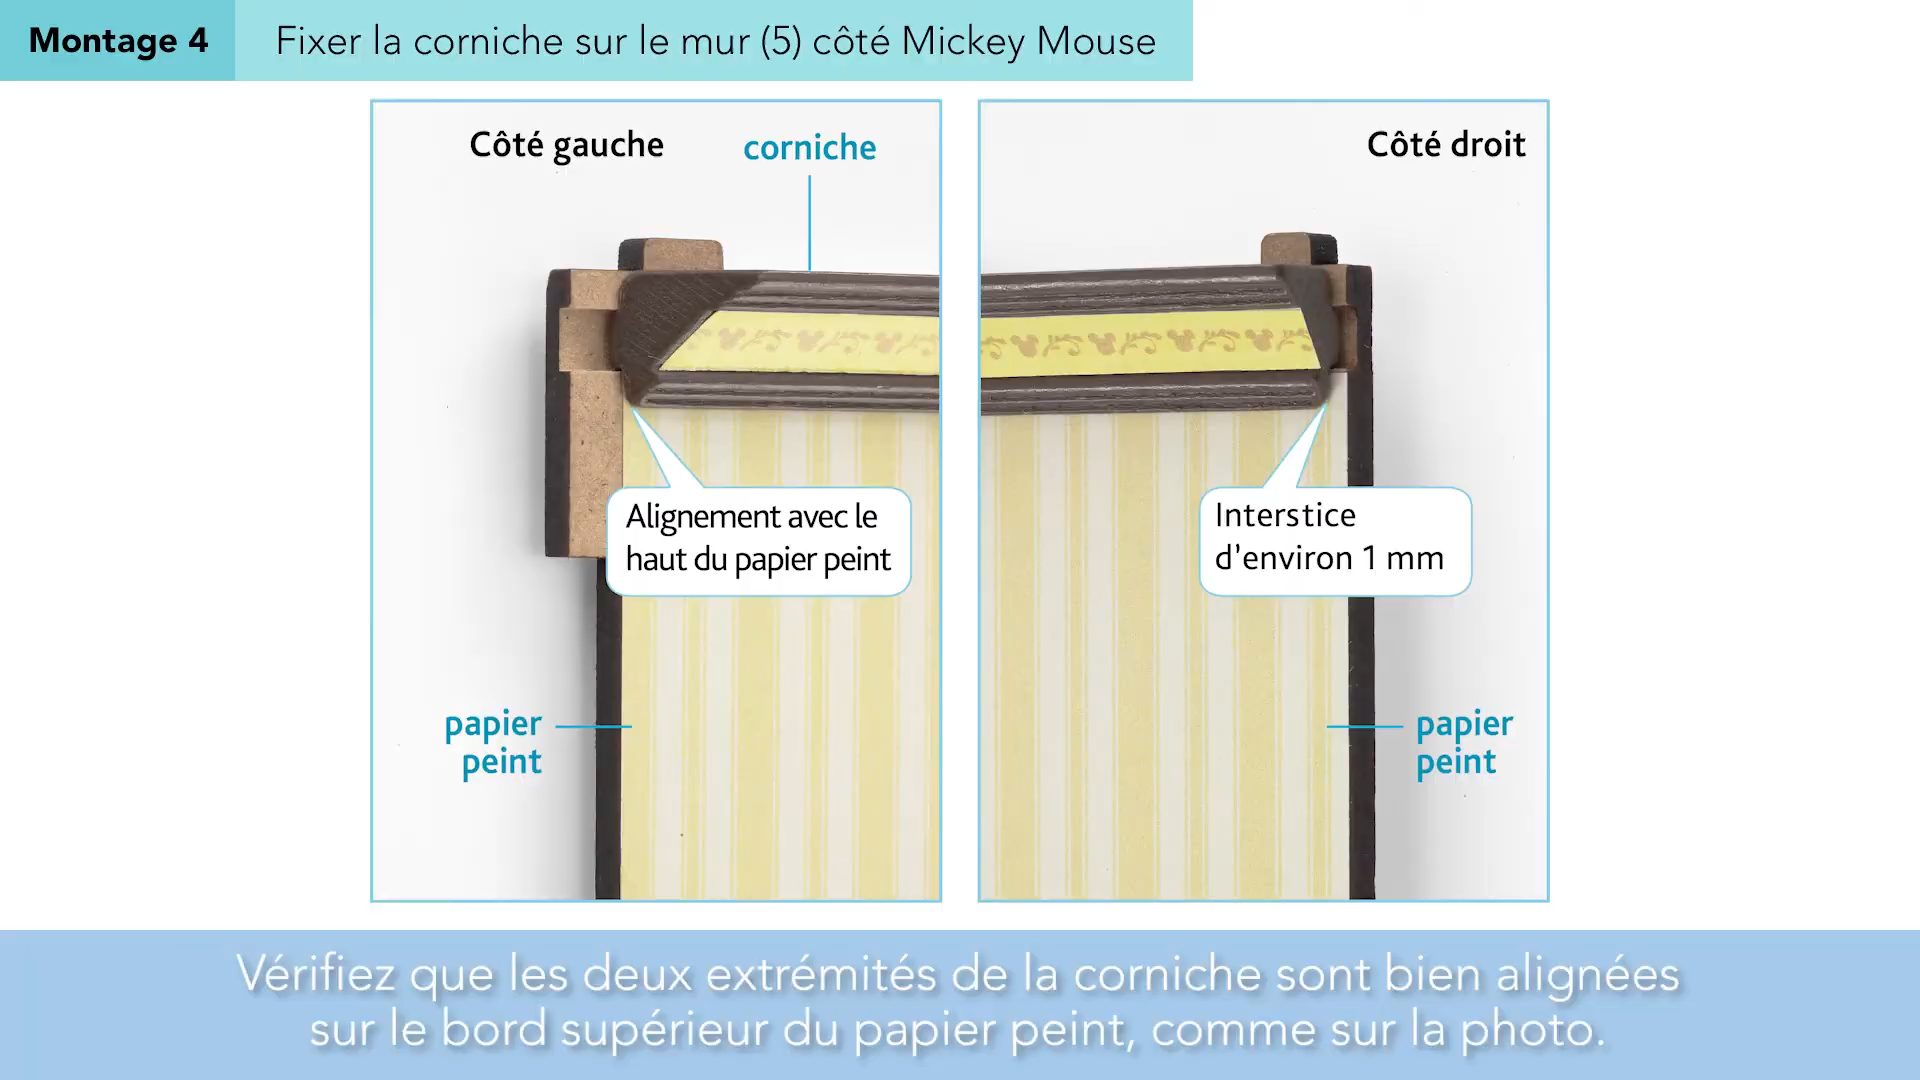 Montage 4
Fixer la corniche sur le mur (5) côté Mickey Mouse
Côté gauche
corniche
Alignement avec le
haut du papier peint
papier
peint
Côté droit
Interstice
d'environ 1 mm
papier
peint
Vérifiez que les deux extrémités de la corniche sont bien alignées
sur le bord supérieur du papier peint, comme sur la photo.